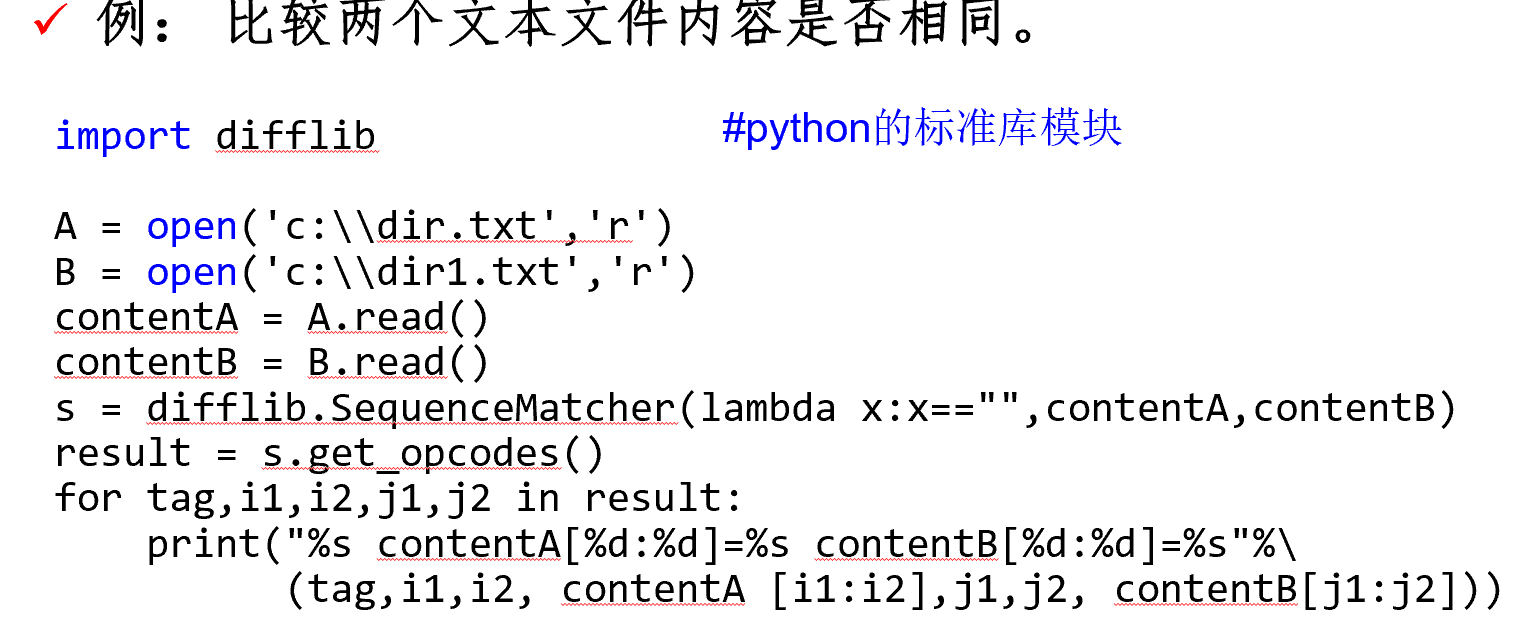 ✓ 例： 比较两个文本文件内容是否相同。
import difflib #python的标准库模块
A = open('c:\\dir.txt','r')
B = open('c:\\dir1.txt','r')
contentA = A.read()
contentB = B.read()
s = difflib.SequenceMatcher(lambda x:x=="",contentA,contentB)
result = s.get_opcodes()
for tag,i1,i2,j1,j2 in result:
    print("%s contentA[%d:%d]=%s contentB[%d:%d]=%s"%\
          (tag,i1,i2, contentA [i1:i2],j1,j2, contentB[j1:j2]))